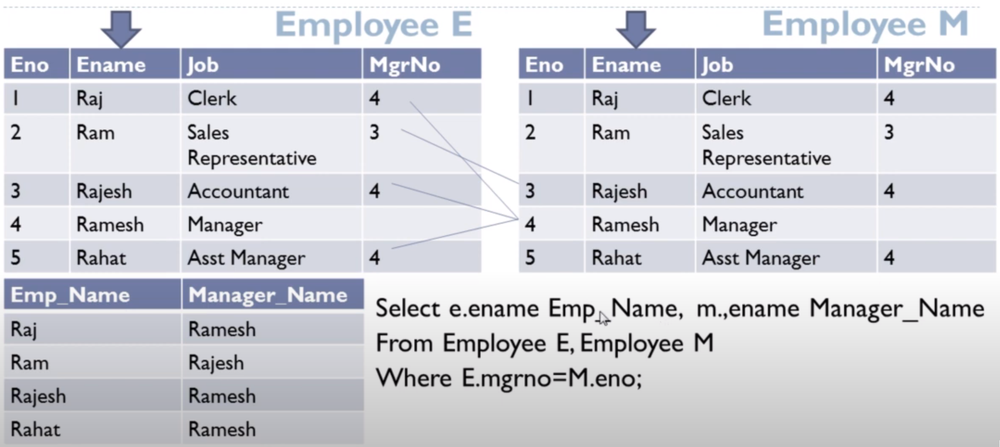 Employee E
Eno Ename Job MgrNo
1 Raj Clerk 4
2 Ram Sales 3
Representative
3 Rajesh Accountant 4
4 Ramesh Manager
5 Rahat Asst Manager 4
Employee M
Eno Ename Job MgrNo
1 Raj Clerk 4
2 Ram Sales 3
Representative
3 Rajesh Accountant 4
4 Ramesh Manager
5 Rahat Asst Manager 4
Emp_Name Manager_Name
Raj Ramesh
Ram Rajesh
Rajesh Ramesh
Rahat Ramesh
Select e.ename Emp_Name, m.,ename Manager_Name
From Employee E, Employee M
Where E.mgrno=M.eno;